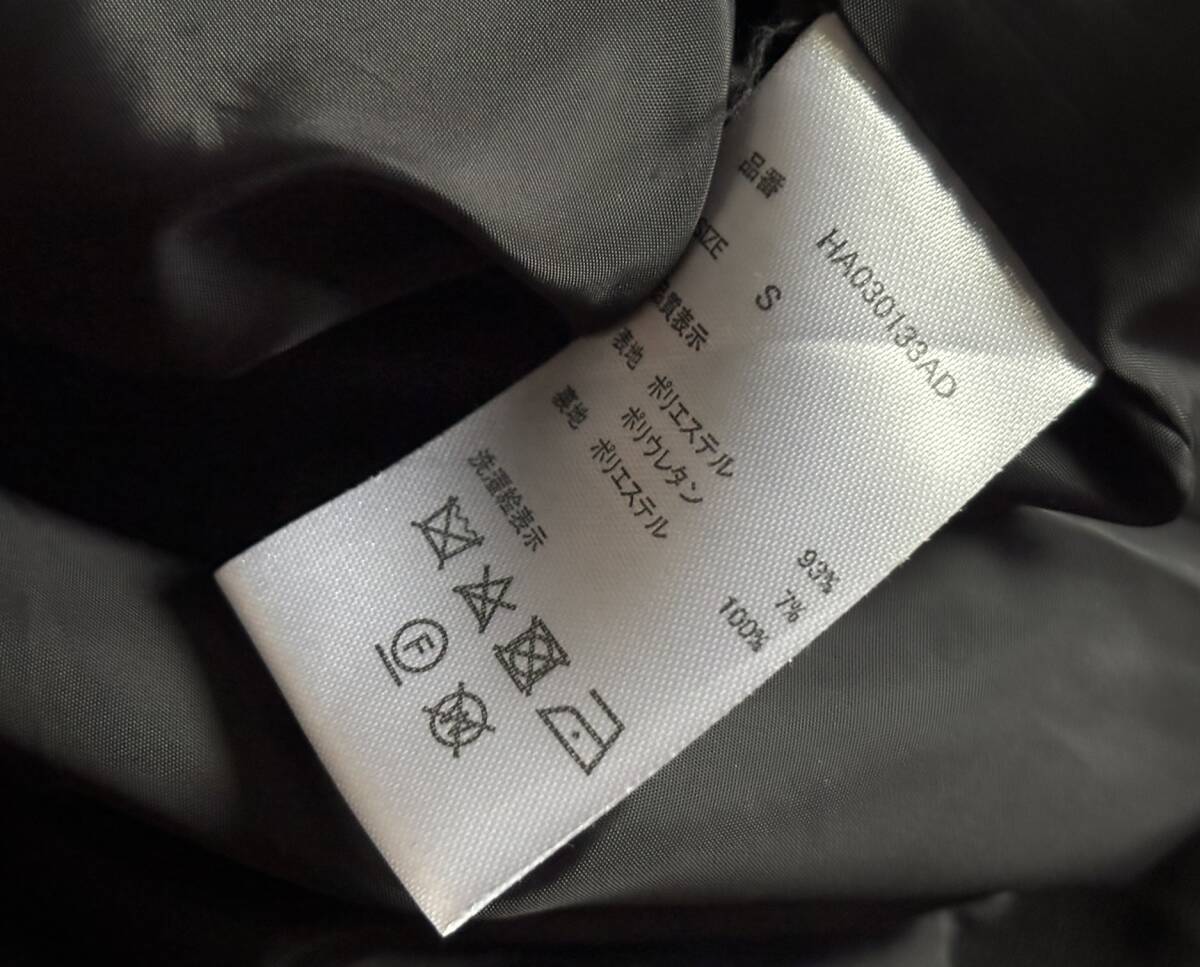 品番 HA030133AD
SIZE S
品質表示
表地 ポリエステル 93%
ポリウレタン 7%
裏地 ポリエステル 100%
洗濯絵表示
F
W